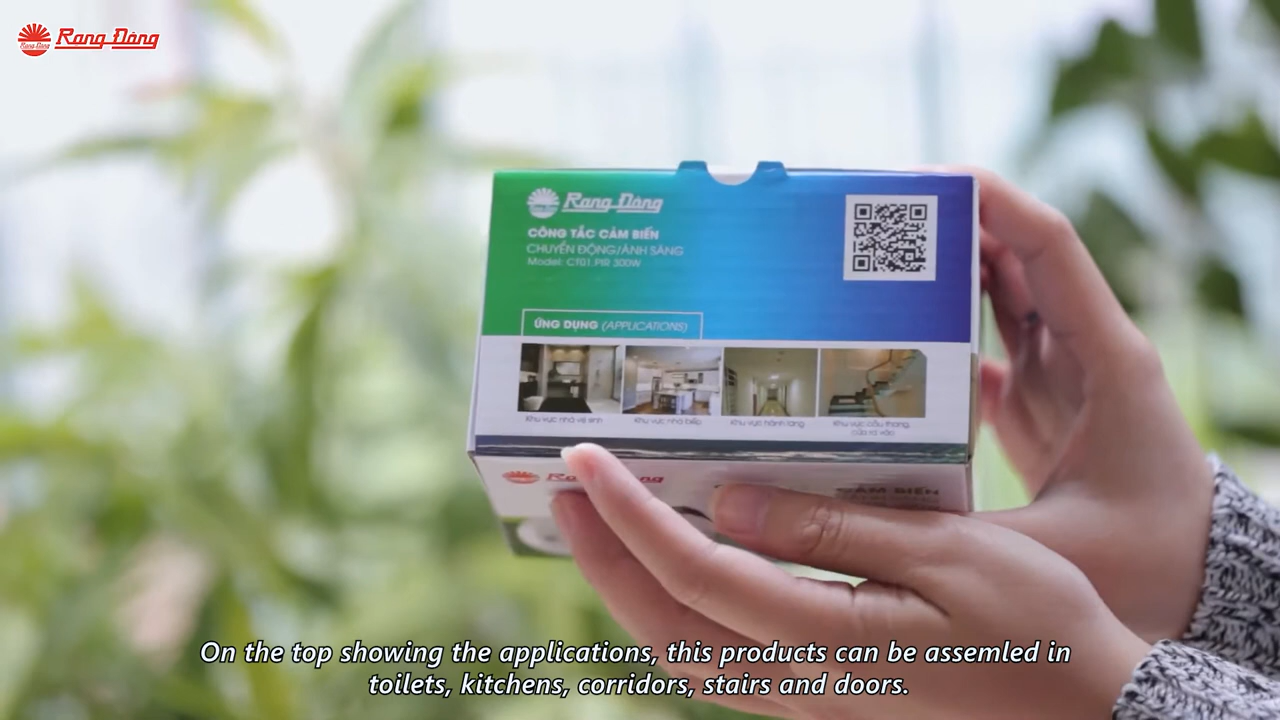 Rạng Đông
Rạng Đông
CÔNG TẮC CẢM BIẾN
CHUYỂN ĐỘNG/ÁNH SÁNG
Model: CT01.PIR 300W
ỨNG DỤNG (APPLICATIONS)
Khu vực nhà vệ sinh
Khu vực nhà bếp
Khu vực hành lang
Khu vực cầu thang,
cửa ra vào
CẢM BIẾN
On the top showing the applications, this products can be assemled in
toilets, kitchens, corridors, stairs and doors.